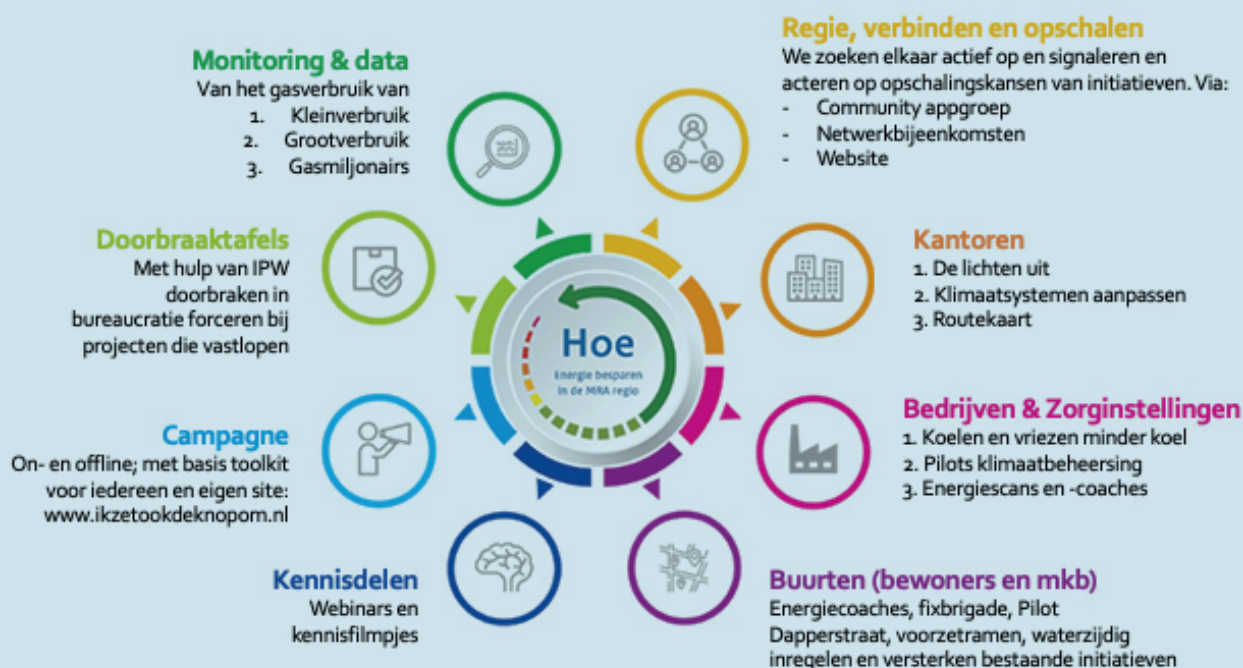 Monitoring & data
Van het gasverbruik van
1. Kleinverbruik
2. Grootverbruik
3. Gasmiljonairs
Regie, verbinden en opschalen
We zoeken elkaar actief op en signaleren en
acteren op opschalingskansen van initiatieven. Via:
- Community appgroep
- Netwerkbijeenkomsten
- Website
Doorbraaktafels
Met hulp van IPW
doorbraken in
bureaucratie forceren bij
projecten die vastlopen
Hoe
Energie besparen
in de MRA regio
Kantoren
1. De lichten uit
2. Klimaatsystemen aanpassen
3. Routekaart
Campagne
On- en offline; met basis toolkit
voor iedereen en eigen site:
www.ikzetookdeknopom.nl
Bedrijven & Zorginstellingen
1. Koelen en vriezen minder koel
2. Pilots klimaatbeheersing
3. Energiescans en -coaches
Kennisdelen
Webinars en
kennisfilmpjes
Buurten (bewoners en mkb)
Energiecoaches, fixbrigade, Pilot
Dapperstraat, voorzetramen, waterzijdig
inregelen en versterken bestaande initiatieven